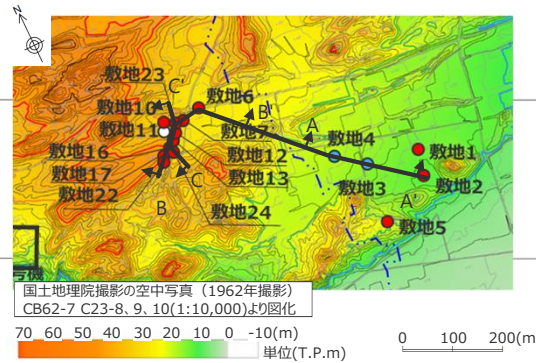 N
敷地23
C'
敷地6
敷地10
B'
敷地11
敷地7
A
敷地4
敷地16
敷地12
敷地1
敷地17
敷地13
敷地3
敷地2
敷地22
C
A'
B
敷地24
敷地5
号機
国土地理院撮影の空中写真（1962年撮影）
CB62-7 C23-8、9、10(1:10,000)より図化
70 60 50 40 30 20 10 0 -10(m)
単位(T.P.m)
0 100 200(m